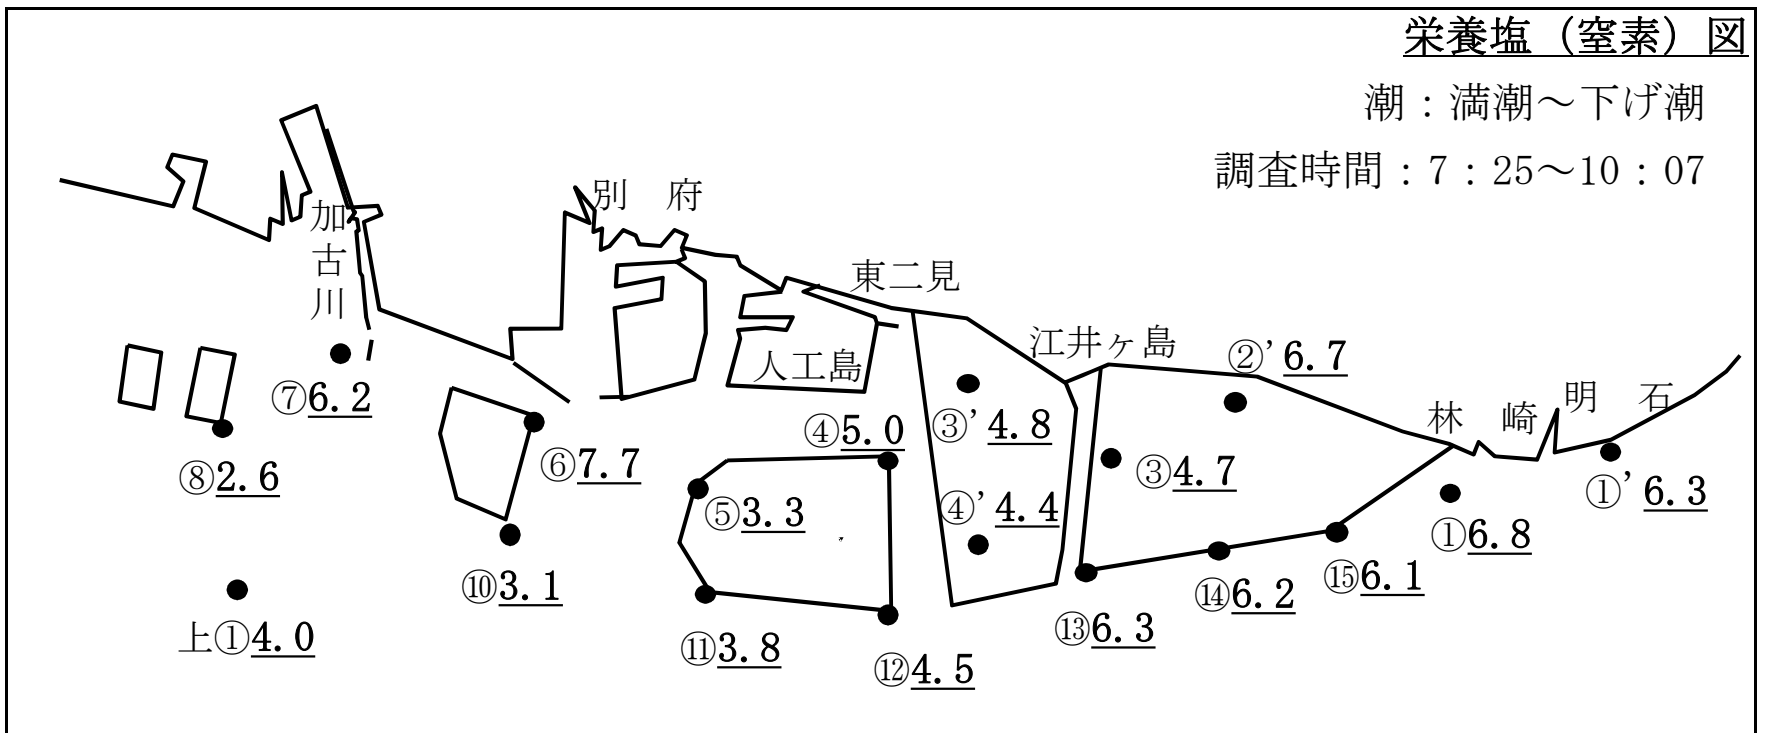 栄養塩（窒素）図
潮：満潮～下げ潮
調査時間：7：25～10：07
別　府
加古川
東二見
江井ヶ島
②’6.7
人工島
林　崎
明　石
⑦6.2
③’4.8
④5.0
⑥7.7
③4.7
⑧2.6
①’6.3
⑤3.3
④’4.4
①6.8
⑩3.1
⑮6.1
⑭6.2
上①4.0
⑬6.3
⑪3.8
⑫4.5